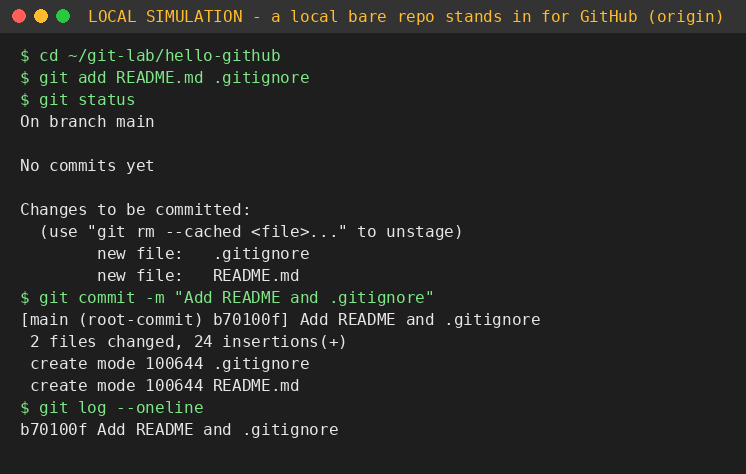 LOCAL SIMULATION - a local bare repo stands in for GitHub (origin)
$ cd ~/git-lab/hello-github
$ git add README.md .gitignore
$ git status
On branch main

No commits yet

Changes to be committed:
  (use "git rm --cached <file>..." to unstage)
        new file:   .gitignore
        new file:   README.md
$ git commit -m "Add README and .gitignore"
[main (root-commit) b70100f] Add README and .gitignore
 2 files changed, 24 insertions(+)
 create mode 100644 .gitignore
 create mode 100644 README.md
$ git log --oneline
b70100f Add README and .gitignore